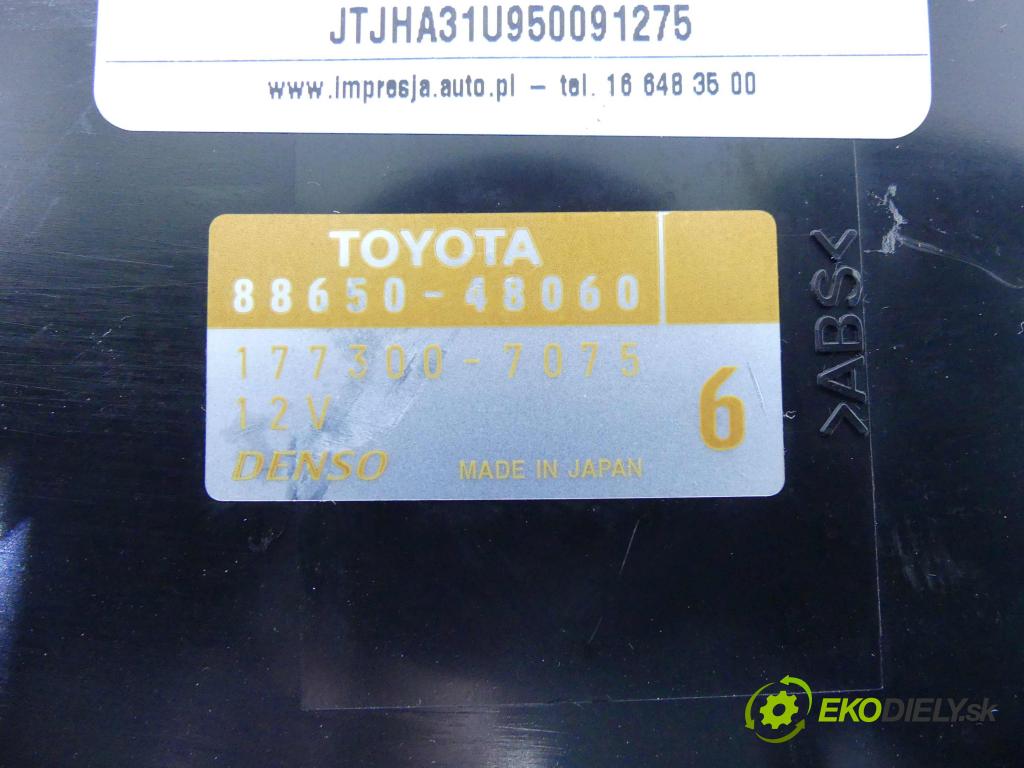 JTJHA31U950091275
www.impresja.auto.pl – tel. 16 648 35 00
TOYOTA
88650-48060
177300-7075
12V
6
DENSO
MADE IN JAPAN
>ABS<
EKODIELY.sk